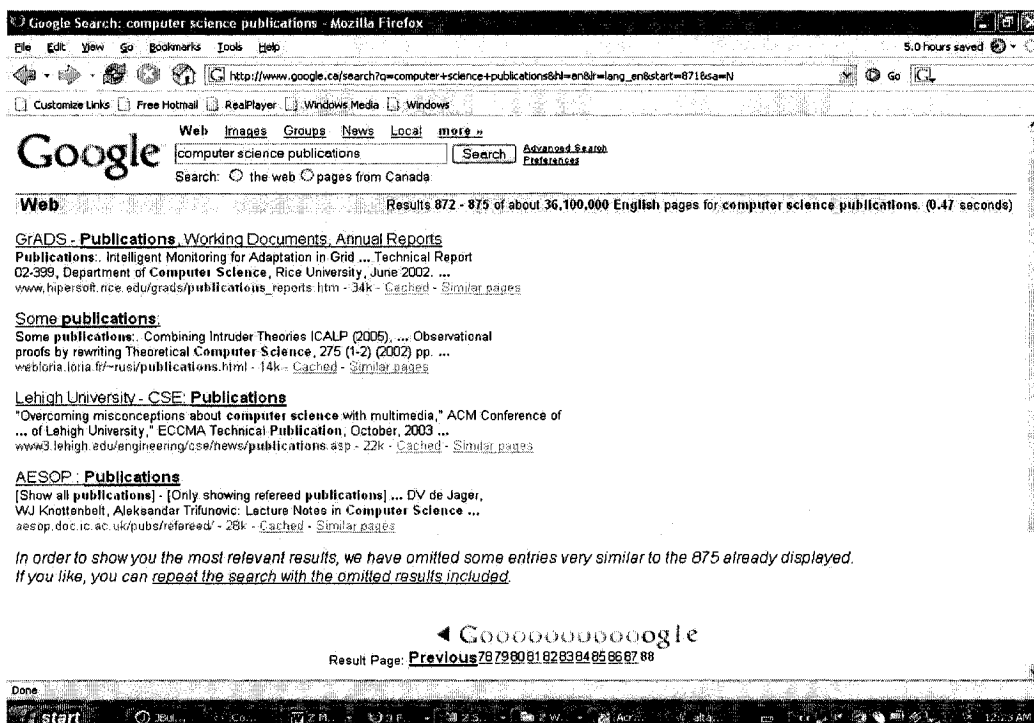 Google Search: computer science publications - Mozilla Firefox
File Edit View Go Bookmarks Tools Help
5.0 hours saved
http://www.google.ca/search?q=computer+science+publications&hl=en&lr=lang_en&start=871&sa=N
Go
Customize Links Free Hotmail RealPlayer Windows Media Windows
Web Images Groups News Local more »
Google
computer science publications
Search
Advanced Search
Preferences
Search: the web pages from Canada
Web
Results 872 - 875 of about 36,100,000 English pages for computer science publications. (0.47 seconds)
GrADS - Publications, Working Documents, Annual Reports
Publications:. Intelligent Monitoring for Adaptation in Grid ... Technical Report
02-399, Department of Computer Science, Rice University, June 2002. ...
www.hipersoft.rice.edu/grads/publications_reports.htm - 34k - Cached - Similar pages
Some publications:
Some publications:. Combining Intruder Theories ICALP (2005), ... Observational
proofs by rewriting Theoretical Computer Science, 275 (1-2) (2002) pp. ...
webloria.loria.fr/~rusi/publications.html - 14k - Cached - Similar pages
Lehigh University - CSE: Publications
"Overcoming misconceptions about computer science with multimedia," ACM Conference of
... of Lehigh University," ECCMA Technical Publication, October, 2003 ...
www3.lehigh.edu/engineering/cse/news/publications.asp - 22k - Cached - Similar pages
AESOP : Publications
[Show all publications] - [Only showing refereed publications] ... DV de Jager,
WJ Knottenbelt, Aleksandar Trifunovic: Lecture Notes in Computer Science ...
aesop.doc.ic.ac.uk/pubs/refereed/ - 28k - Cached - Similar pages
In order to show you the most relevant results, we have omitted some entries very similar to the 875 already displayed.
If you like, you can repeat the search with the omitted results included.
Goooooooooogle
Result Page: Previous 78 79 80 81 82 83 84 85 86 87 88
Done
start